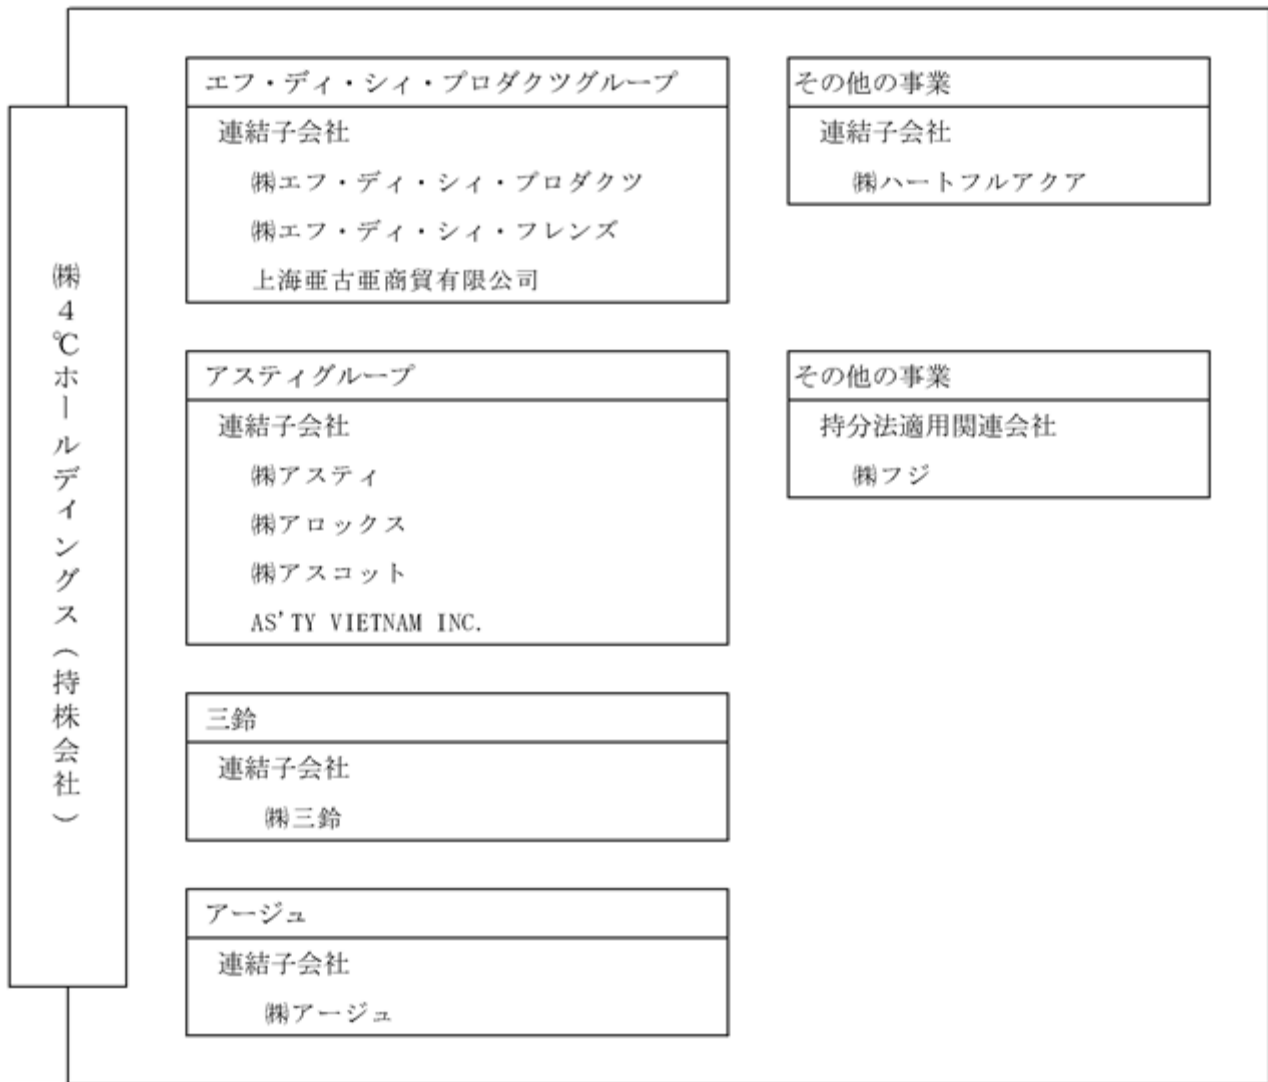 ㈱４℃ホールディングス（持株会社）
エフ・ディ・シィ・プロダクツグループ
連結子会社
㈱エフ・ディ・シィ・プロダクツ
㈱エフ・ディ・シィ・フレンズ
上海亜古亜商貿有限公司
その他の事業
連結子会社
㈱ハートフルアクア
アスティグループ
連結子会社
㈱アスティ
㈱アロックス
㈱アスコット
AS'TY VIETNAM INC.
その他の事業
持分法適用関連会社
㈱フジ
三鈴
連結子会社
㈱三鈴
アージュ
連結子会社
㈱アージュ